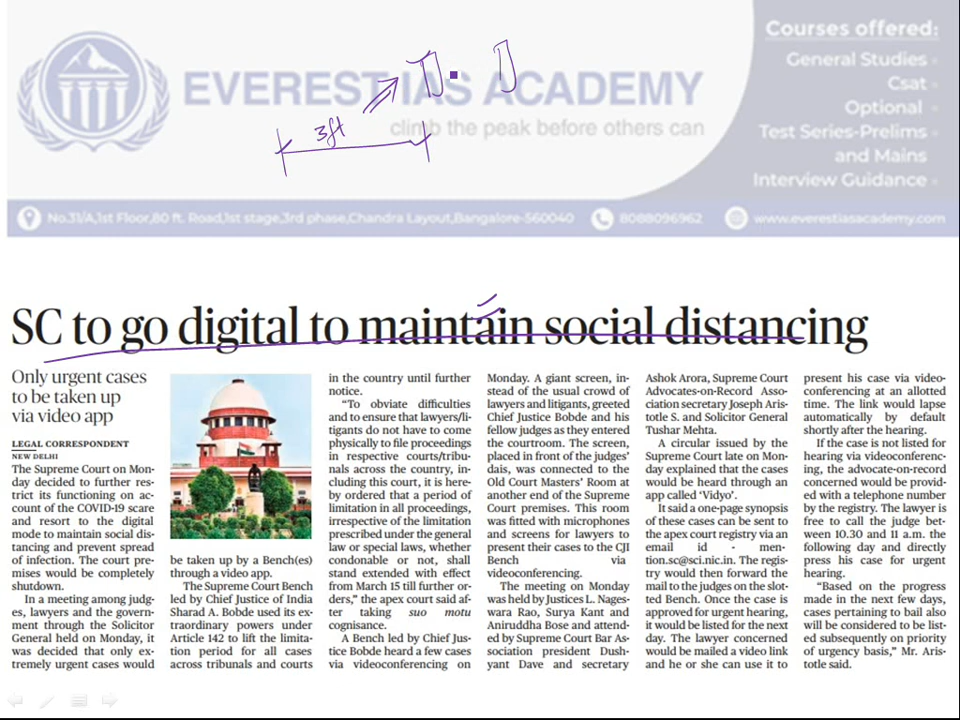 Courses offered:
General Studies
Csat
Optional
Test Series-Prelims
and Mains
Interview Guidance
EVEREST IAS ACADEMY
climb the peak before others can
3ft
No.31/A,1st Floor,80 ft. Road,1st stage,3rd phase,Chandra Layout,Bangalore-560040
8088096962
www.everestiasacademy.com
SC to go digital to maintain social distancing
Only urgent cases
to be taken up
via video app
LEGAL CORRESPONDENT
NEW DELHI
The Supreme Court on Mon-
day decided to further res-
trict its functioning on ac-
count of the COVID-19 scare
and resort to the digital
mode to maintain social dis-
tancing and prevent spread
of infection. The court pre-
mises would be completely
shutdown.
In a meeting among judg-
es, lawyers and the govern-
ment through the Solicitor
General held on Monday, it
was decided that only ex-
tremely urgent cases would
be taken up by a Bench(es)
through a video app.
The Supreme Court Bench
led by Chief Justice of India
Sharad A. Bobde used its ex-
traordinary powers under
Article 142 to lift the limita-
tion period for all cases
across tribunals and courts
in the country until further
notice.
“To obviate difficulties
and to ensure that lawyers/li-
tigants do not have to come
physically to file proceedings
in respective courts/tribu-
nals across the country, in-
cluding this court, it is here-
by ordered that a period of
limitation in all proceedings,
irrespective of the limitation
prescribed under the general
law or special laws, whether
condonable or not, shall
stand extended with effect
from March 15 till further or-
ders,” the apex court said af-
ter taking suo motu
cognisance.
A Bench led by Chief Jus-
tice Bobde heard a few cases
via videoconferencing on
Monday. A giant screen, in-
stead of the usual crowd of
lawyers and litigants, greeted
Chief Justice Bobde and his
fellow judges as they entered
the courtroom. The screen,
placed in front of the judges’
dais, was connected to the
Old Court Masters’ Room at
another end of the Supreme
Court premises. This room
was fitted with microphones
and screens for lawyers to
present their cases to the CJI
Bench via
videoconferencing.
The meeting on Monday
was held by Justices L. Nages-
wara Rao, Surya Kant and
Aniruddha Bose and attend-
ed by Supreme Court Bar As-
sociation president Dush-
yant Dave and secretary
Ashok Arora, Supreme Court
Advocates-on-Record Asso-
ciation secretary Joseph Aris-
totle S. and Solicitor General
Tushar Mehta.
A circular issued by the
Supreme Court late on Mon-
day explained that the cases
would be heard through an
app called ‘Vidyo’.
It said a one-page synopsis
of these cases can be sent to
the apex court registry via an
email id - men-
tion.sc@sci.nic.in. The regis-
try would then forward the
mail to the judges on the slot-
ted Bench. Once the case is
approved for urgent hearing,
it would be listed for the next
day. The lawyer concerned
would be mailed a video link
and he or she can use it to
present his case via video-
conferencing at an allotted
time. The link would lapse
automatically by default
shortly after the hearing.
If the case is not listed for
hearing via videoconferenc-
ing, the advocate-on-record
concerned would be provid-
ed with a telephone number
by the registry. The lawyer is
free to call the judge bet-
ween 10.30 and 11 a.m. the
following day and directly
press his case for urgent
hearing.
“Based on the progress
made in the next few days,
cases pertaining to bail also
will be considered to be list-
ed subsequently on priority
of urgency basis,” Mr. Aris-
totle said.